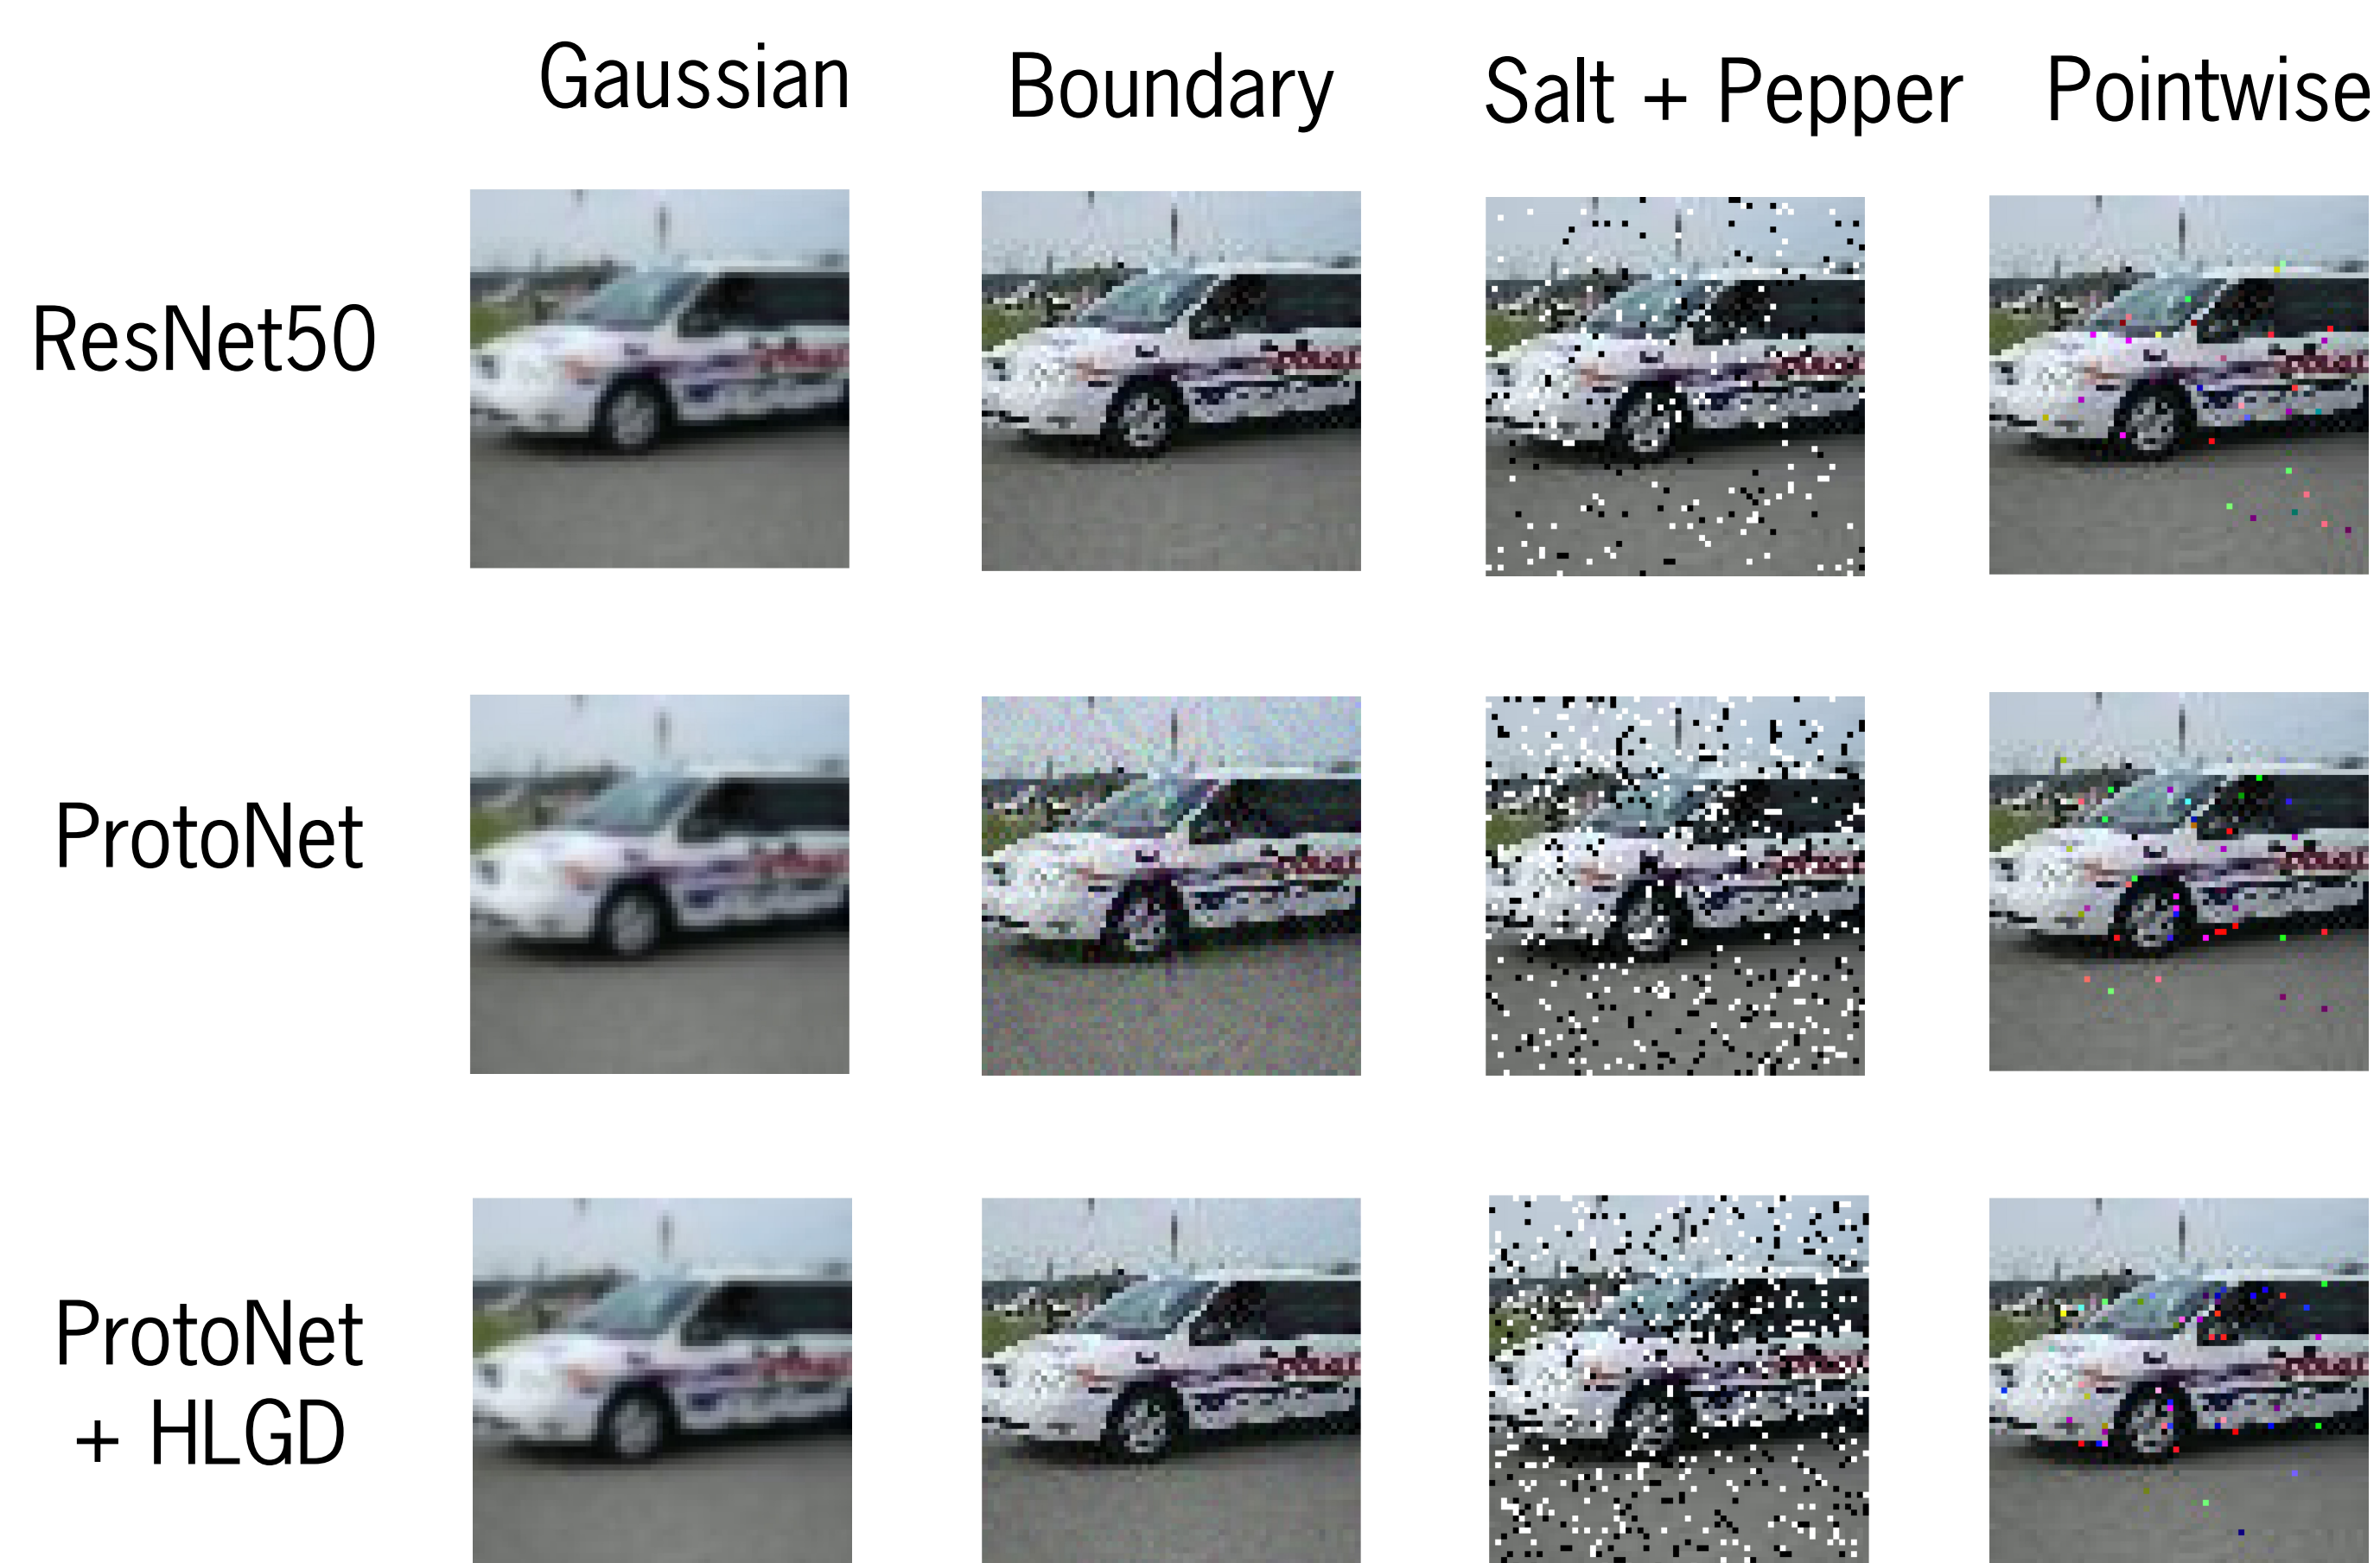 Gaussian Boundary Salt + Pepper Pointwise
ResNet50
ProtoNet
ProtoNet
+ HLGD